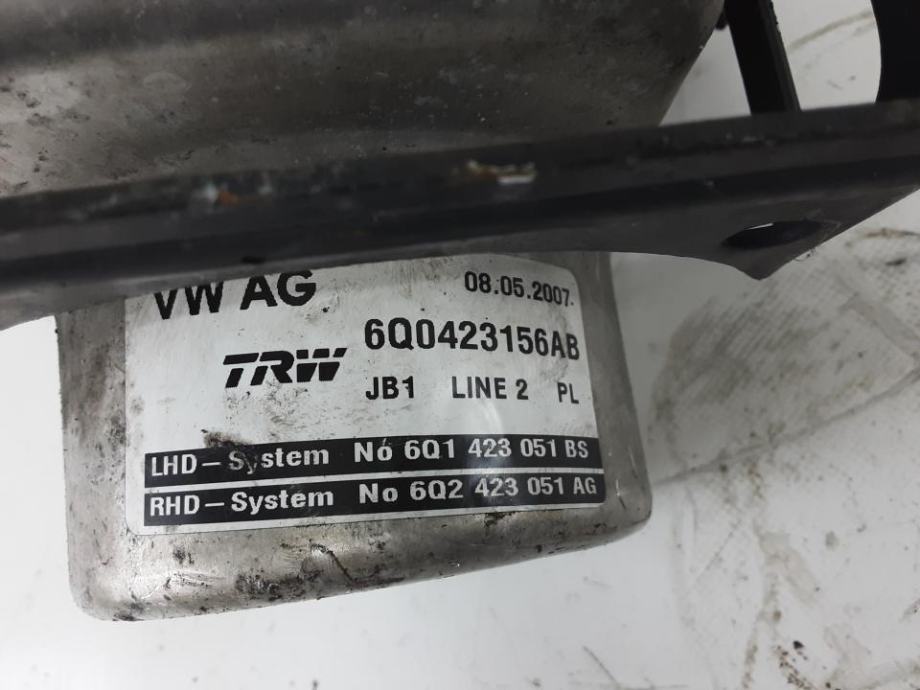 VW AG 08.05.2007
6Q0423156AB
TRW
JB1 LINE 2 PL
LHD-System No 6Q1 423 051 BS
RHD-System No 6Q2 423 051 AG